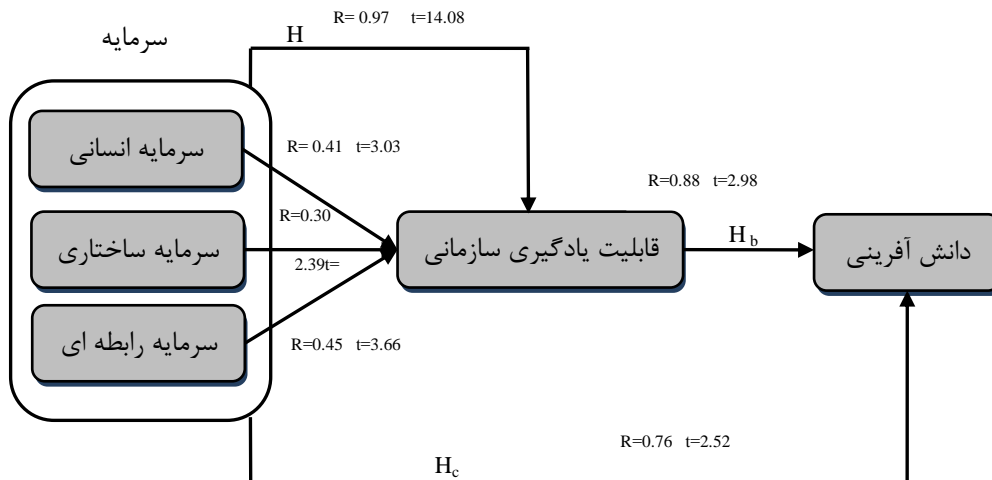 R= 0.97 t=14.08
H
سرمایه
سرمایه انسانی
R= 0.41 t=3.03
R=0.88 t=2.98
R=0.30
سرمایه ساختاری
قابلیت یادگیری سازمانی
H b
دانش آفرینی
2.39t=
سرمایه رابطه ای
R=0.45 t=3.66
R=0.76 t=2.52
Hc